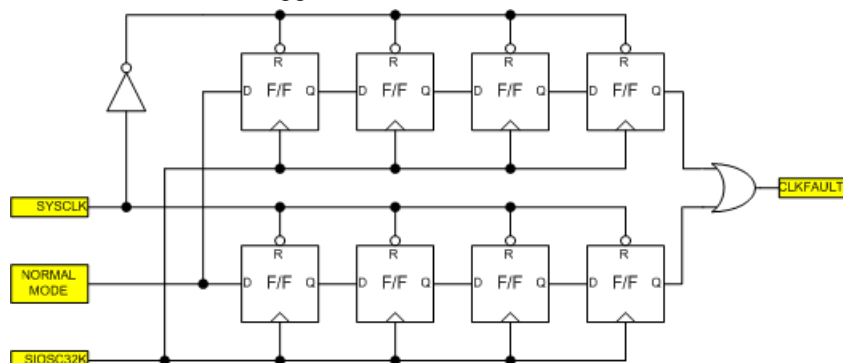 R R R R
D F/F Q D F/F Q D F/F Q D F/F Q
CLKFAULT
SYSCLK
R R R R
NORMAL
MODE
D F/F Q D F/F Q D F/F Q D F/F Q
SIOSC32K